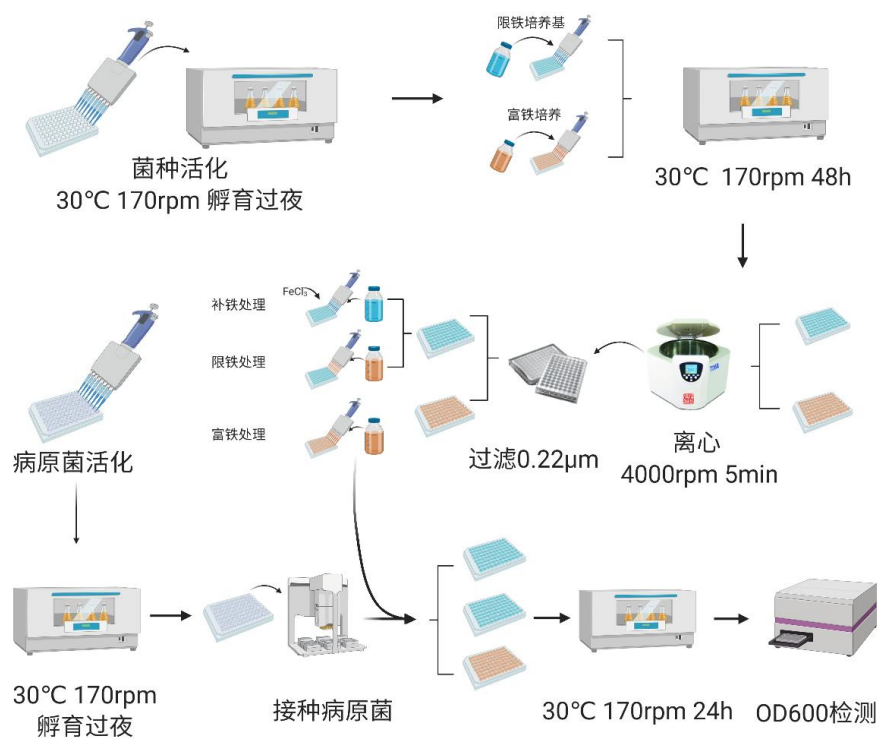 限铁培养基
富铁培养
菌种活化
30℃ 170rpm 孵育过夜
30℃ 170rpm 48h
FeCl₃
补铁处理
限铁处理
富铁处理
病原菌活化
过滤0.22μm
离心
4000rpm 5min
30℃ 170rpm
孵育过夜
接种病原菌
30℃ 170rpm 24h
OD600检测